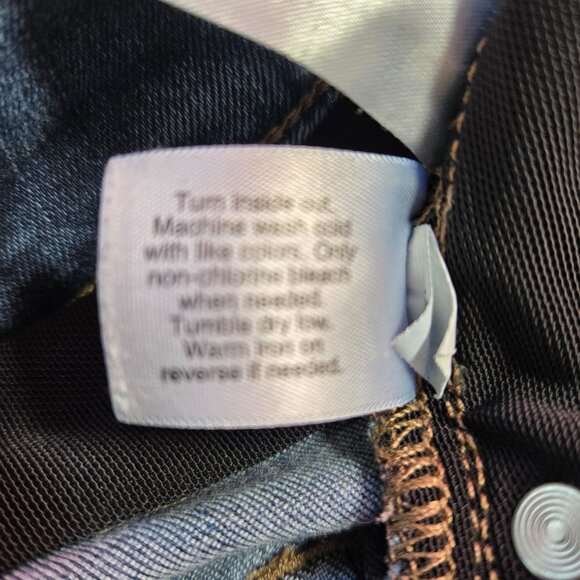 Turn inside out.
Machine wash cold
with like colors. Only
non-chlorine bleach
when needed.
Tumble dry low.
Warm iron on
reverse if needed.